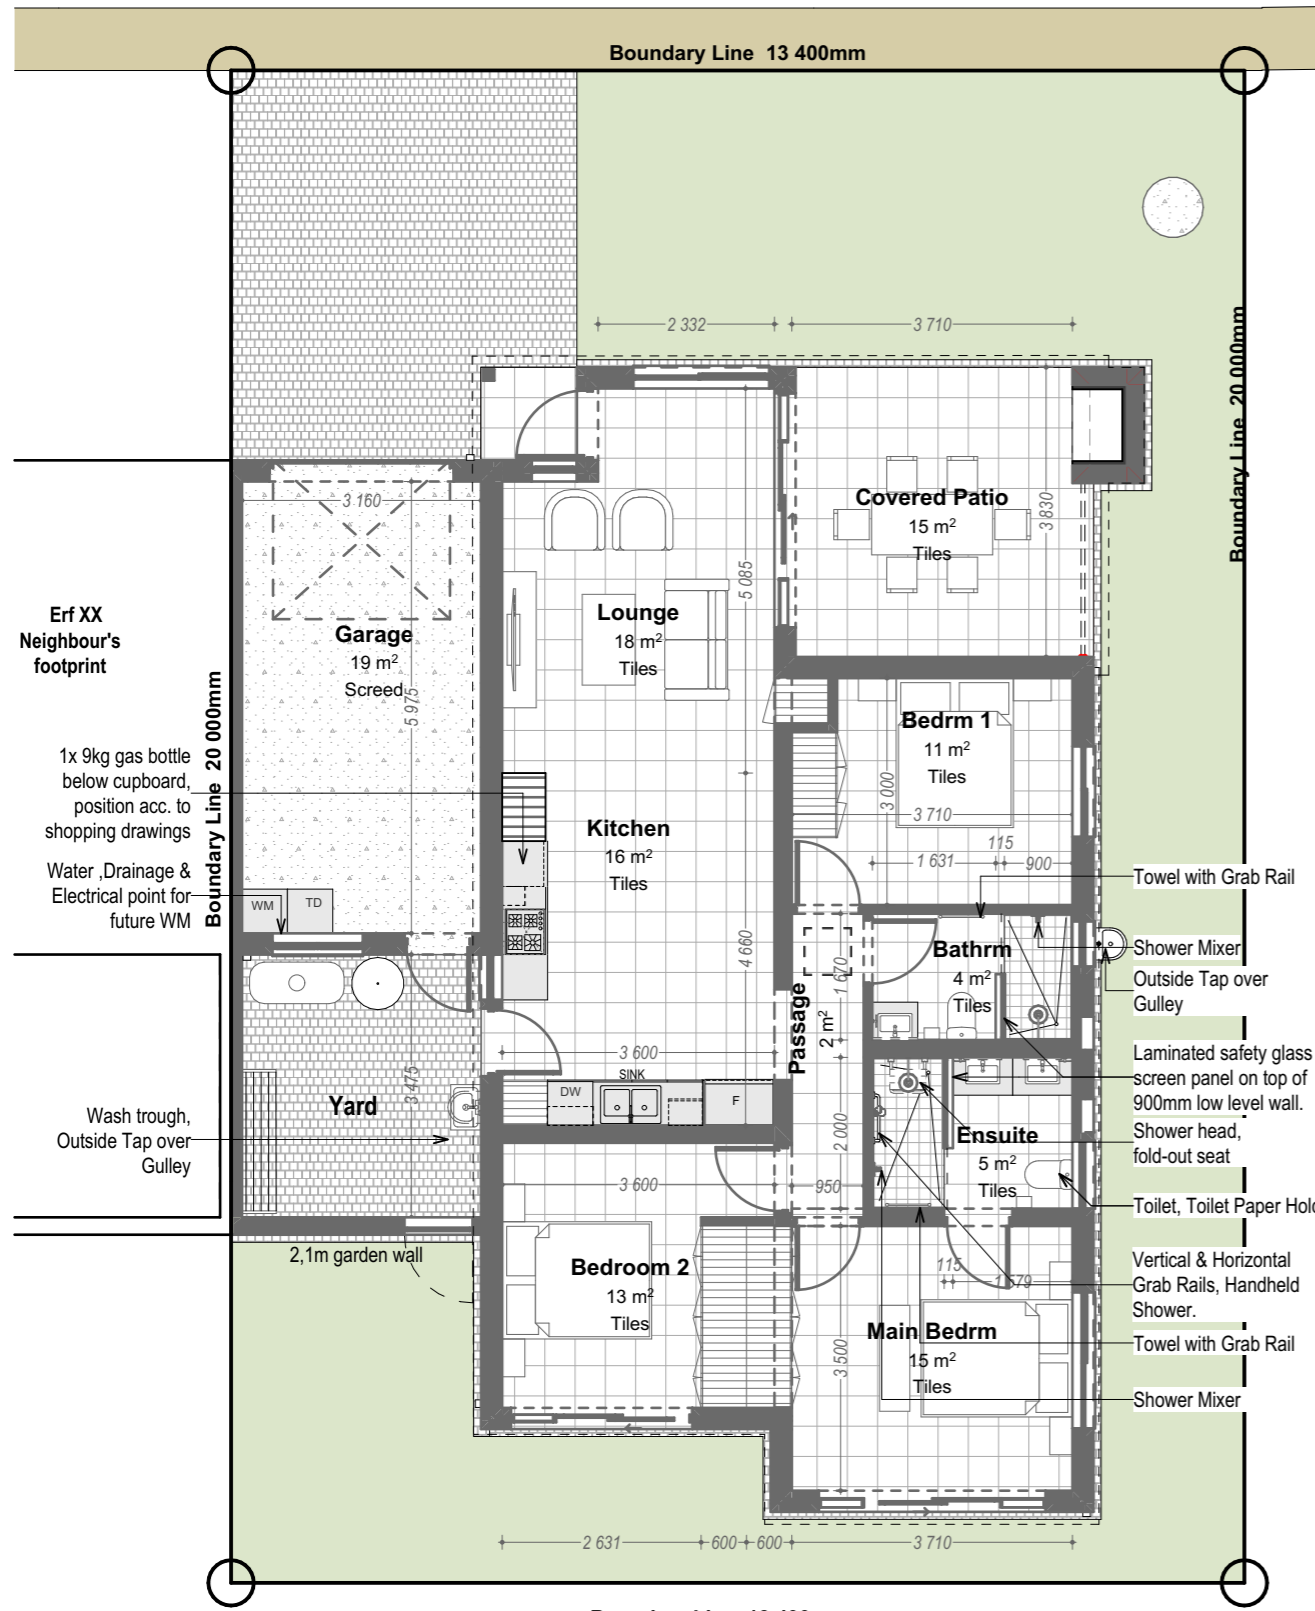 Boundary Line  13 400mm
2 332
3 710
Boundary Line  20 000mm
3 160
Covered Patio
15 m²
Tiles
3 830
5 085
Erf XX
Neighbour's
footprint
Garage
19 m²
Screed
5 975
Lounge
18 m²
Tiles
Boundary Line  20 000mm
Bedrm 1
11 m²
Tiles
3 000
3 710
1x 9kg gas bottle
below cupboard,
position acc. to
shopping drawings
Kitchen
16 m²
Tiles
115
1 631
900
Water ,Drainage &
Electrical point for
future WM
WM
TD
Towel with Grab Rail
4 660
1 670
Bathrm
4 m²
Tiles
Shower Mixer
Outside Tap over
Gulley
Passage
2 m²
3 600
SINK
DW
F
Laminated safety glass
screen panel on top of
900mm low level wall.
3 475
Yard
Wash trough,
Outside Tap over
Gulley
2 000
Ensuite
5 m²
Tiles
Shower head,
fold-out seat
3 600
950
Toilet, Toilet Paper
2,1m garden wall
Bedroom 2
13 m²
Tiles
115
Vertical & Horizontal
Grab Rails, Handheld
Shower.
Main Bedrm
15 m²
Tiles
3 500
Towel with Grab Rail
Shower Mixer
2 631
600
600
3 710